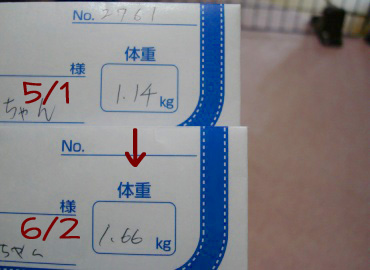 No. 2761
体重
様
5/1
1.14 kg
ちゃん
No.
体重
様
6/2
1.66 kg
ちゃん